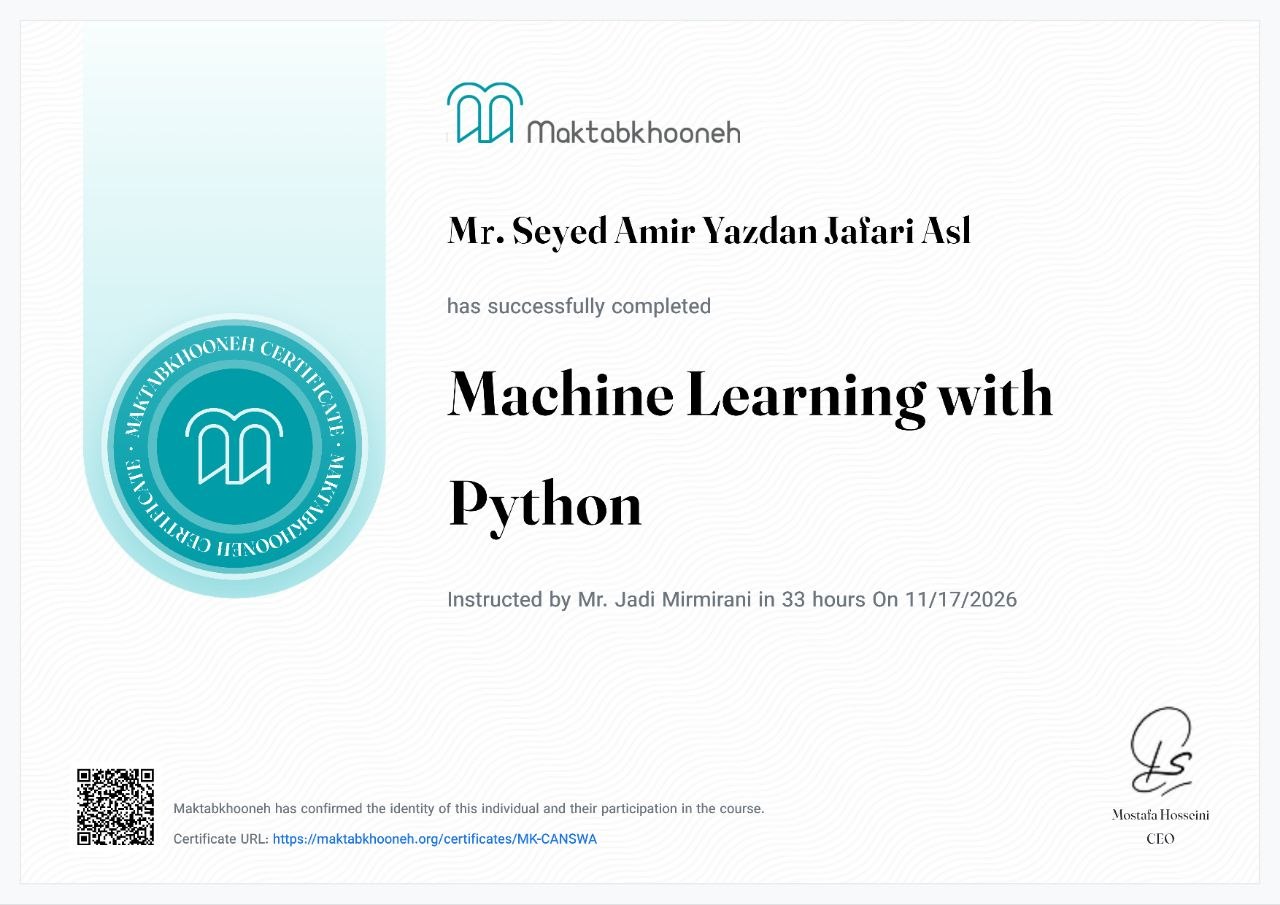 Maktabkhooneh
Mr. Seyed Amir Yazdan Jafari Asl
has successfully completed
MAKTABKHOONEH CERTIFICATE · MAKTABKHOONEH CERTIFICATE ·
Machine Learning with
Python
Instructed by Mr. Jadi Mirmirani in 33 hours On 11/17/2026
Maktabkhooneh has confirmed the identity of this individual and their participation in the course.
Certificate URL: https://maktabkhooneh.org/certificates/MK-CANSWA
Mostafa Hosseini
CEO